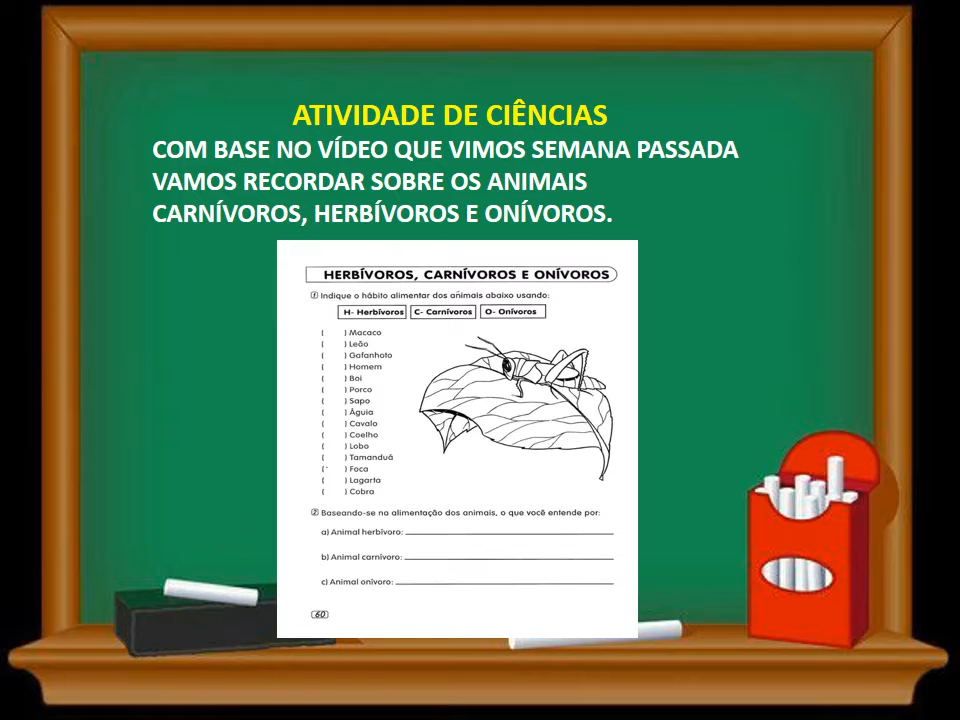 ATIVIDADE DE CIÊNCIAS
COM BASE NO VÍDEO QUE VIMOS SEMANA PASSADA
VAMOS RECORDAR SOBRE OS ANIMAIS
CARNÍVOROS, HERBÍVOROS E ONÍVOROS.
HERBÍVOROS, CARNÍVOROS E ONÍVOROS
1 Indique o hábito alimentar dos animais abaixo usando:
H- Herbívoros C- Carnívoros O- Onívoros
( ) Macaco
( ) Leão
( ) Gafanhoto
( ) Homem
( ) Boi
( ) Porco
( ) Sapo
( ) Águia
( ) Cavalo
( ) Coelho
( ) Lobo
( ) Tamanduá
( ) Foca
( ) Lagarta
( ) Cobra
2 Baseando-se na alimentação dos animais, o que você entende por:
a) Animal herbívoro:
b) Animal carnívoro:
c) Animal onívoro:
60